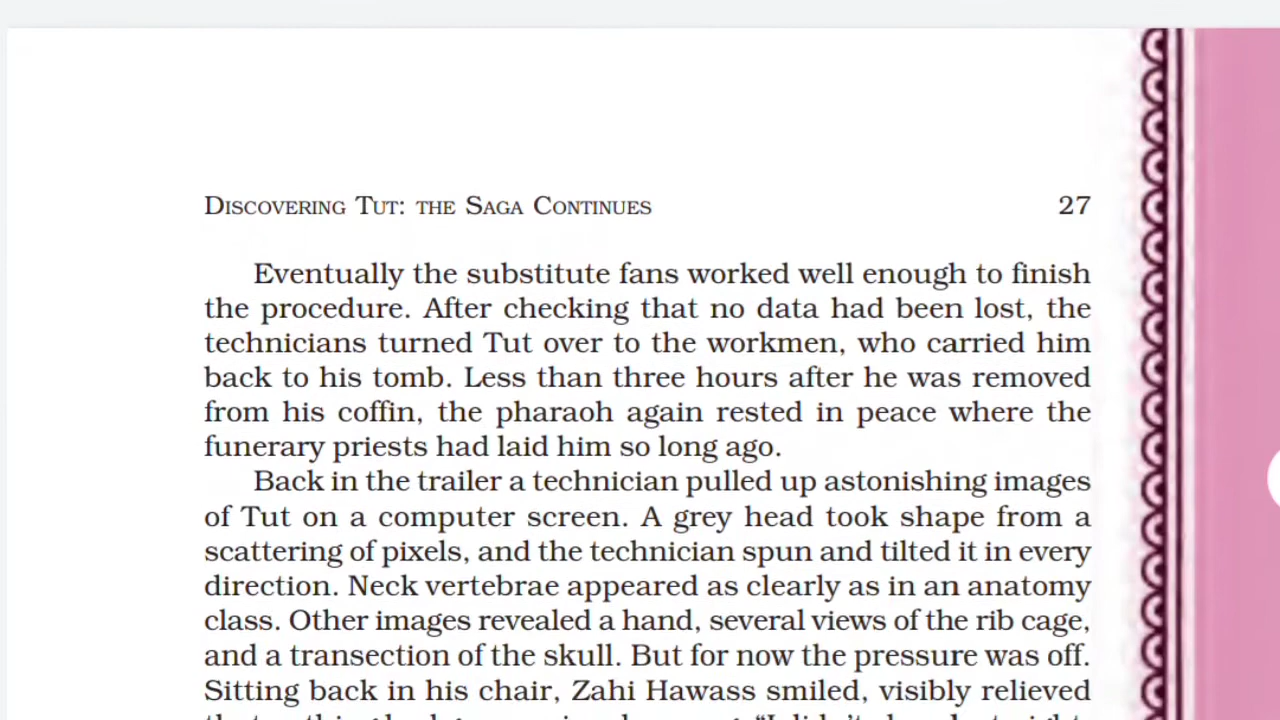 DISCOVERING TUT: THE SAGA CONTINUES 27
Eventually the substitute fans worked well enough to finish
the procedure. After checking that no data had been lost, the
technicians turned Tut over to the workmen, who carried him
back to his tomb. Less than three hours after he was removed
from his coffin, the pharaoh again rested in peace where the
funerary priests had laid him so long ago.
Back in the trailer a technician pulled up astonishing images
of Tut on a computer screen. A grey head took shape from a
scattering of pixels, and the technician spun and tilted it in every
direction. Neck vertebrae appeared as clearly as in an anatomy
class. Other images revealed a hand, several views of the rib cage,
and a transection of the skull. But for now the pressure was off.
Sitting back in his chair, Zahi Hawass smiled, visibly relieved